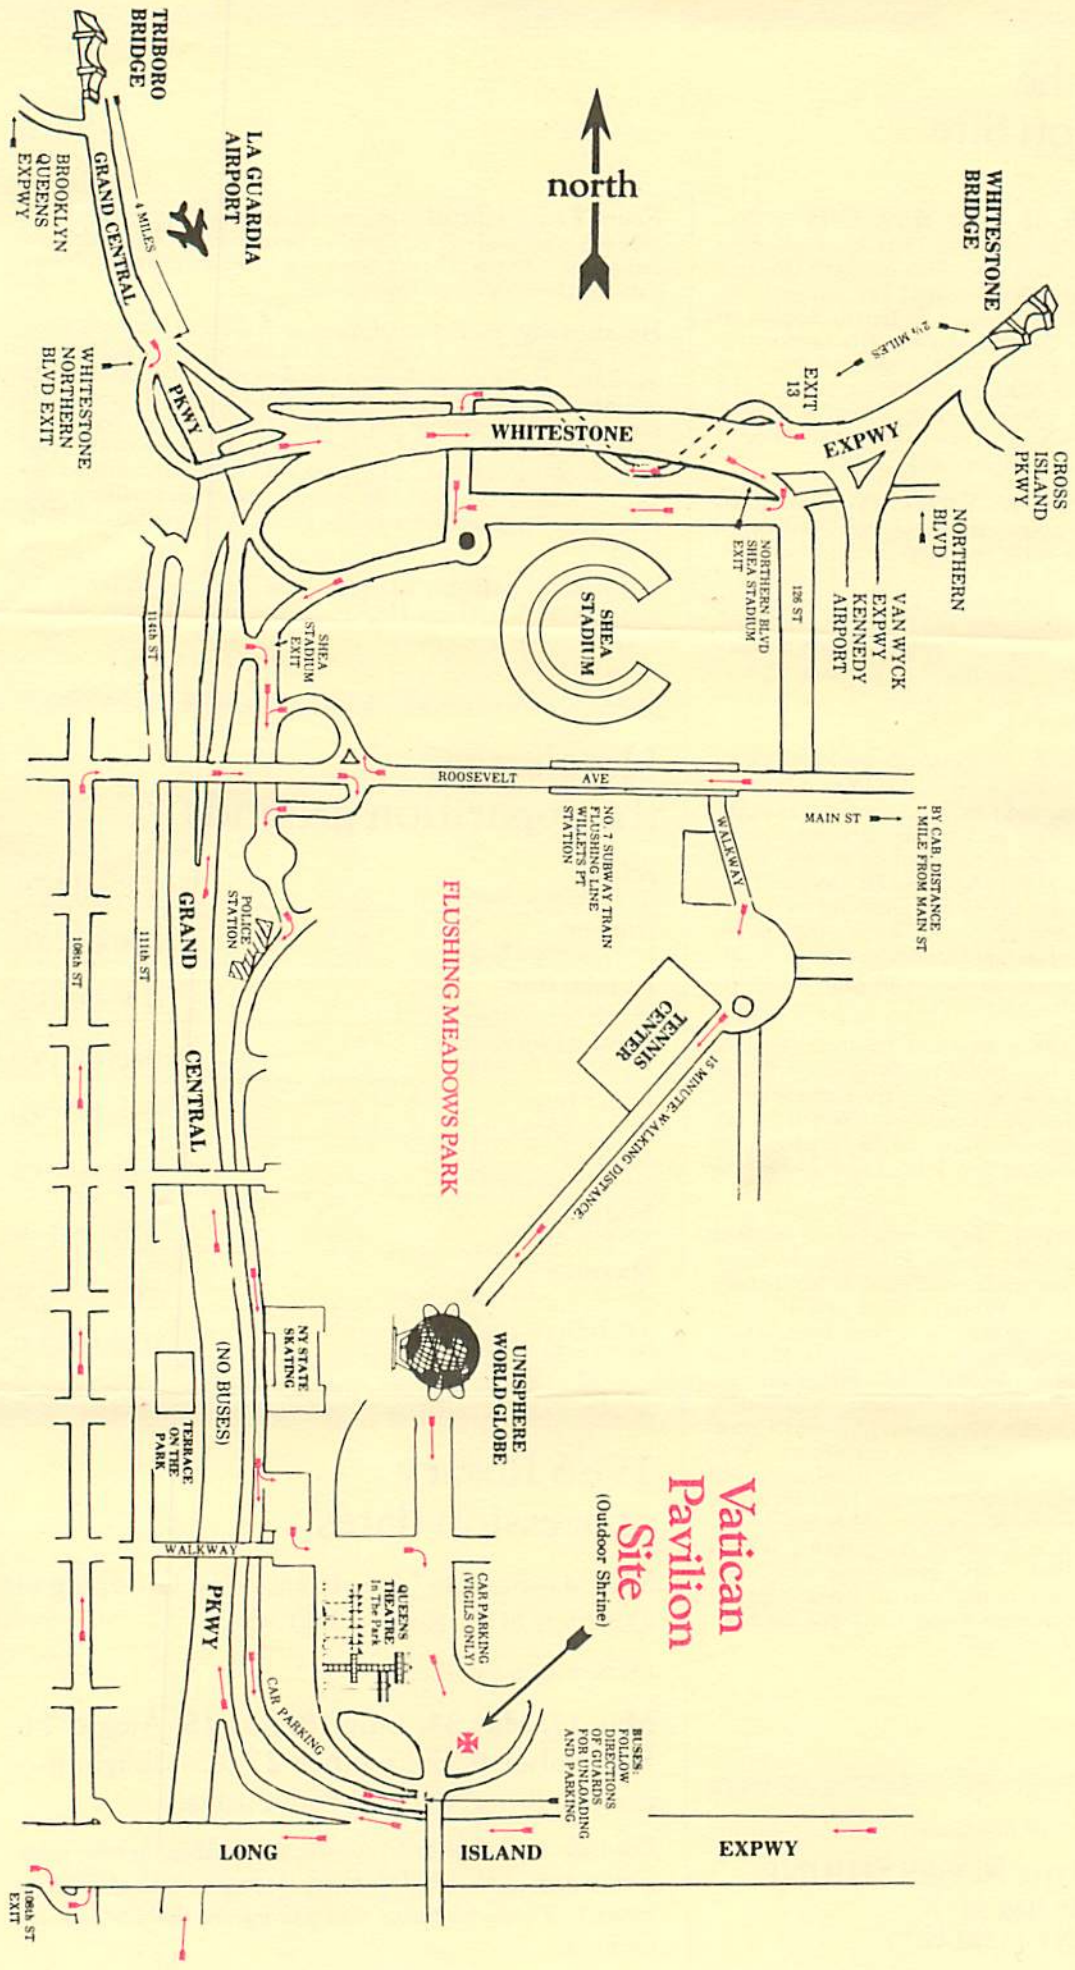 TRIBORO
BRIDGE
LA GUARDIA
AIRPORT
4 MILES
GRAND CENTRAL
PKWY
BROOKLYN
QUEENS
EXPWY
WHITESTONE
NORTHERN
BLVD EXIT
north
WHITESTONE
BRIDGE
2½ MILES
EXIT
13
CROSS
ISLAND
PKWY
WHITESTONE
EXPWY
NORTHERN
BLVD
VAN WYCK
EXPWY
KENNEDY
AIRPORT
NORTHERN BLVD
SHEA STADIUM
EXIT
126 ST
SHEA
STADIUM
SHEA
STADIUM
EXIT
114th ST
ROOSEVELT AVE
MAIN ST
BY CAB, DISTANCE
1 MILE FROM MAIN ST
NO. 7 SUBWAY TRAIN
FLUSHING LINE
WILLETS PT
STATION
WALKWAY
POLICE
STATION
FLUSHING MEADOWS PARK
TENNIS
CENTER
15 MINUTE-WALKING DISTANCE.
108th ST
111th ST
GRAND CENTRAL
(NO BUSES)
PKWY
NY STATE
SKATING
TERRACE
ON THE
PARK
UNISPHERE
WORLD GLOBE
WALKWAY
Vatican
Pavilion
Site
(Outdoor Shrine)
CAR PARKING
(VIGILS ONLY)
QUEENS
THEATRE
In The Park
CAR PARKING
BUSES:
FOLLOW
DIRECTIONS
OF GUARDS
FOR UNLOADING
AND PARKING
LONG ISLAND EXPWY
108th ST
EXIT